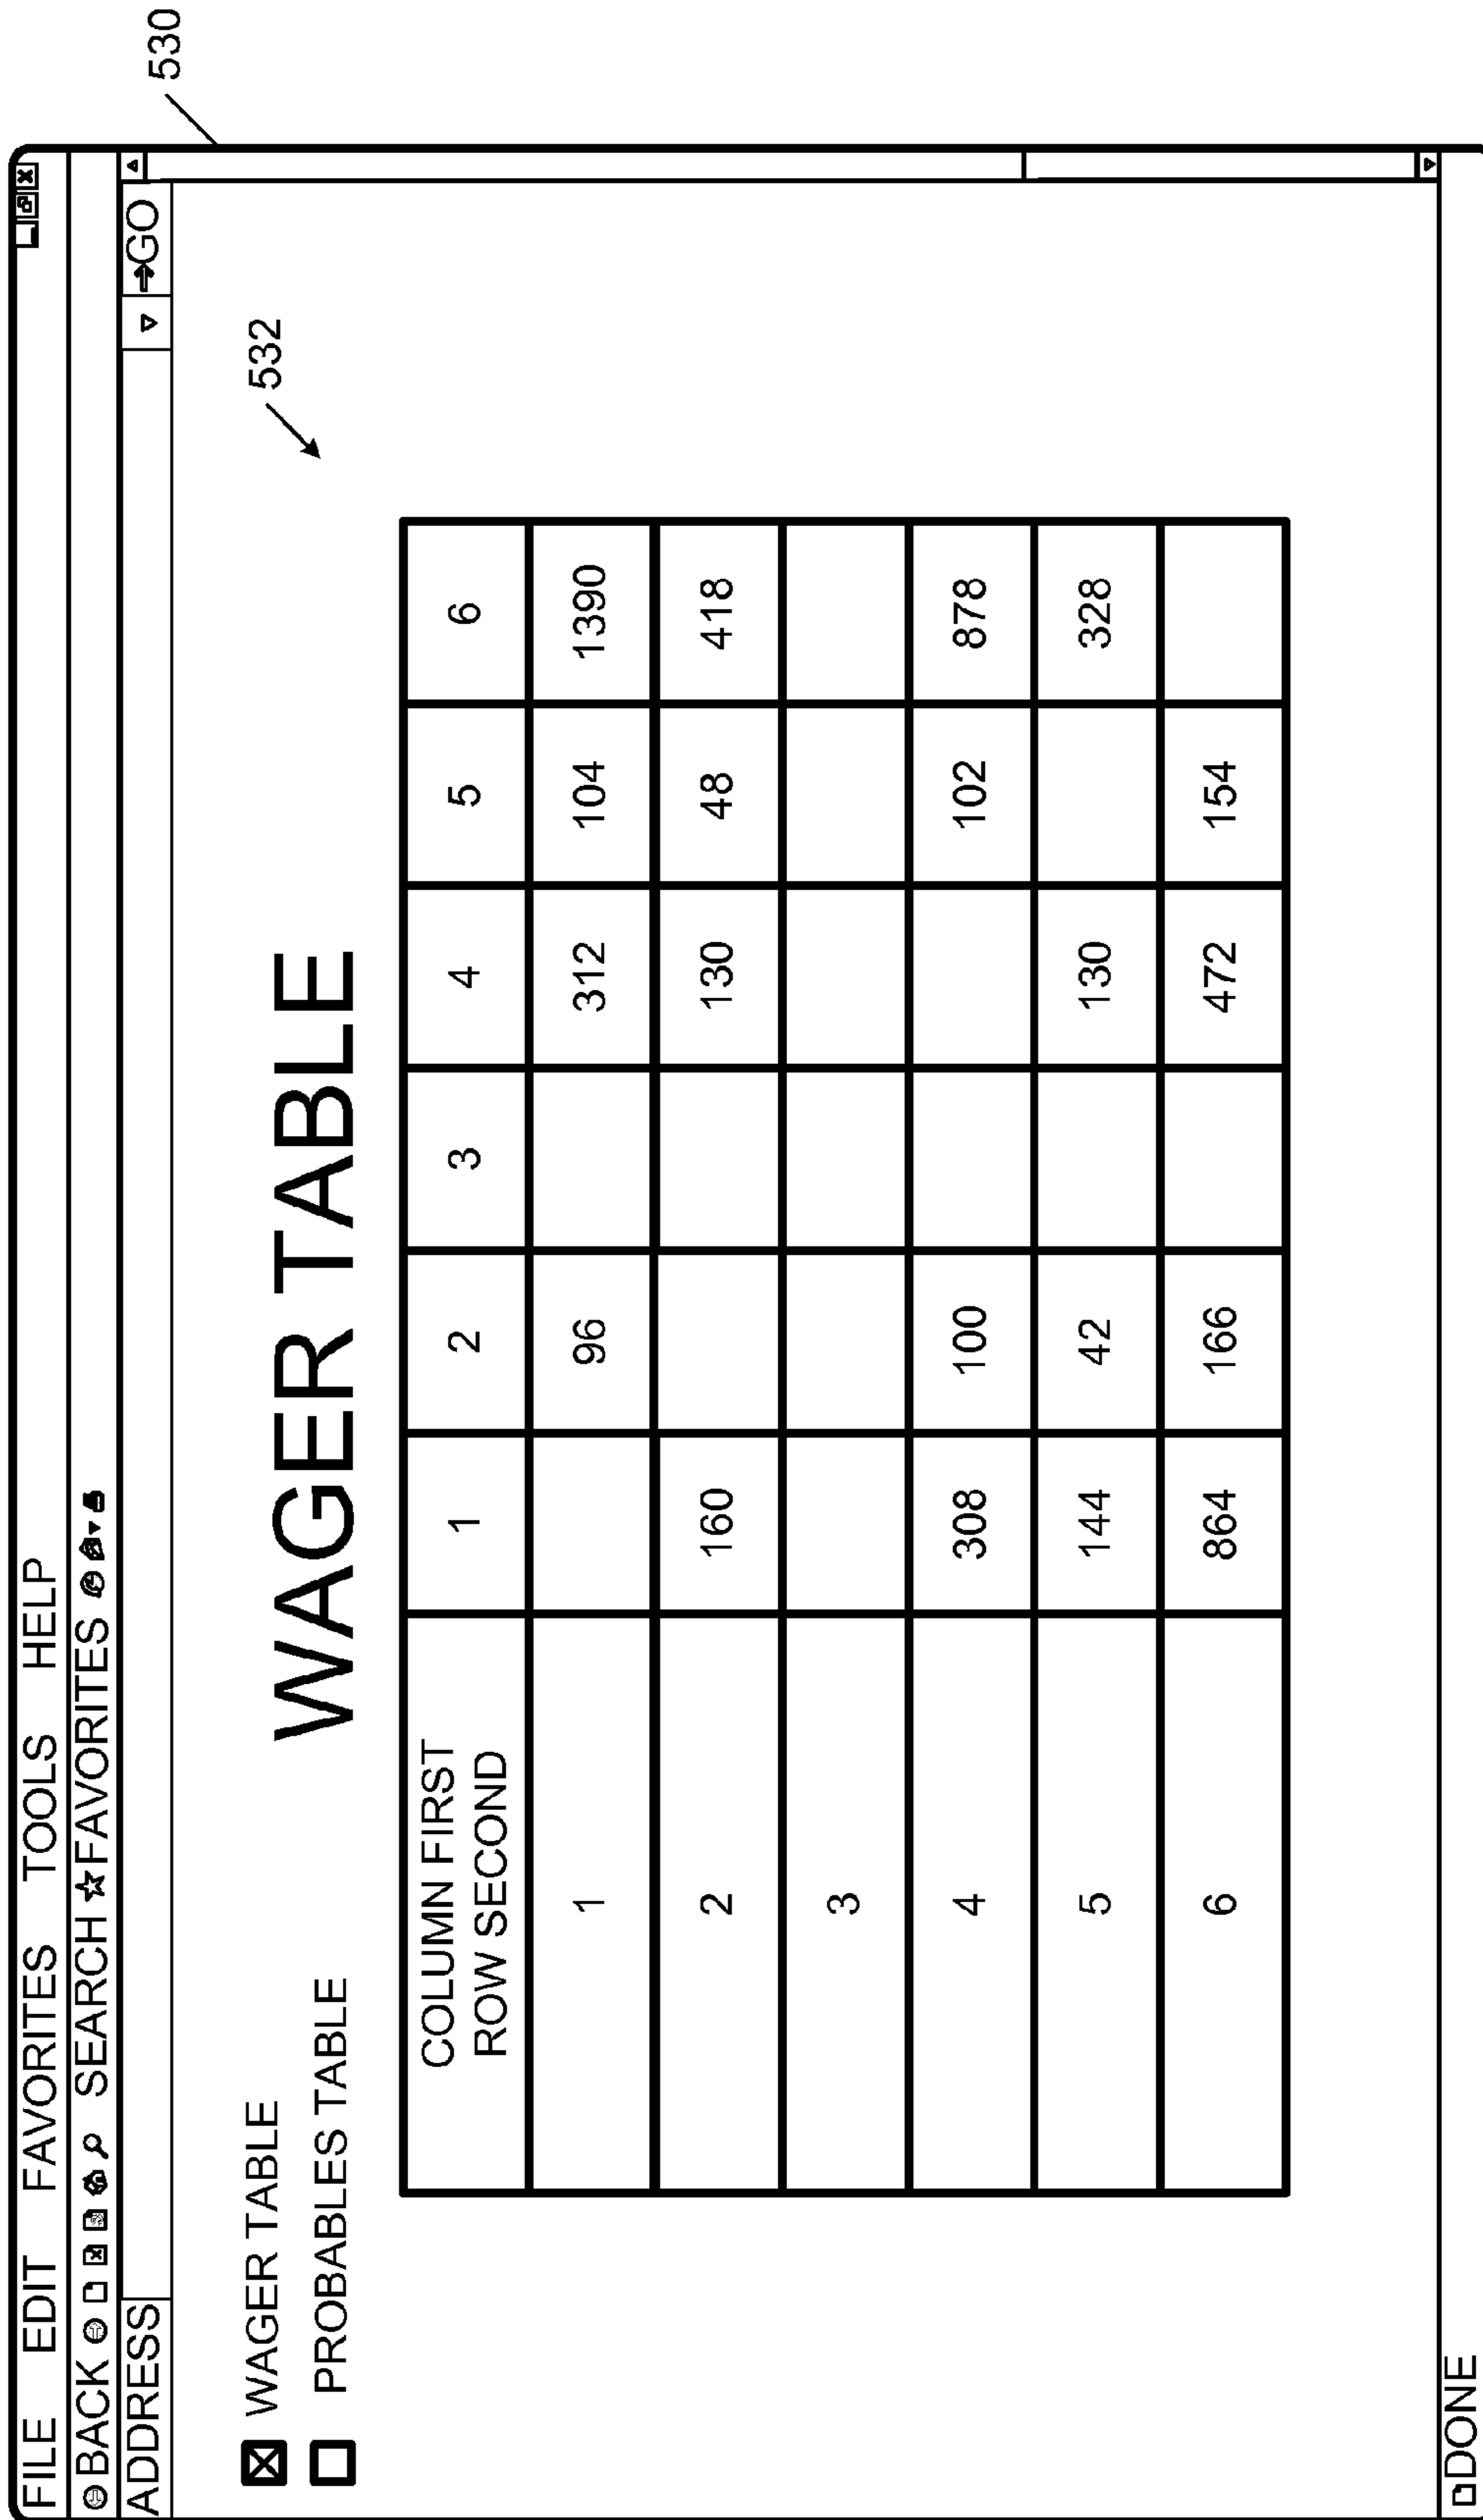 FILE EDIT FAVORITES TOOLS HELP
BACK SEARCH FAVORITES
ADDRESS GO
530
532
WAGER TABLE
PROBABLES TABLE
WAGER TABLE
COLUMN FIRST
ROW SECOND
1 2 3 4 5 6
1 96 312 104 1390
2 160 130 48 418
3
4 308 100 102 878
5 144 42 130 328
6 864 166 472 154
DONE